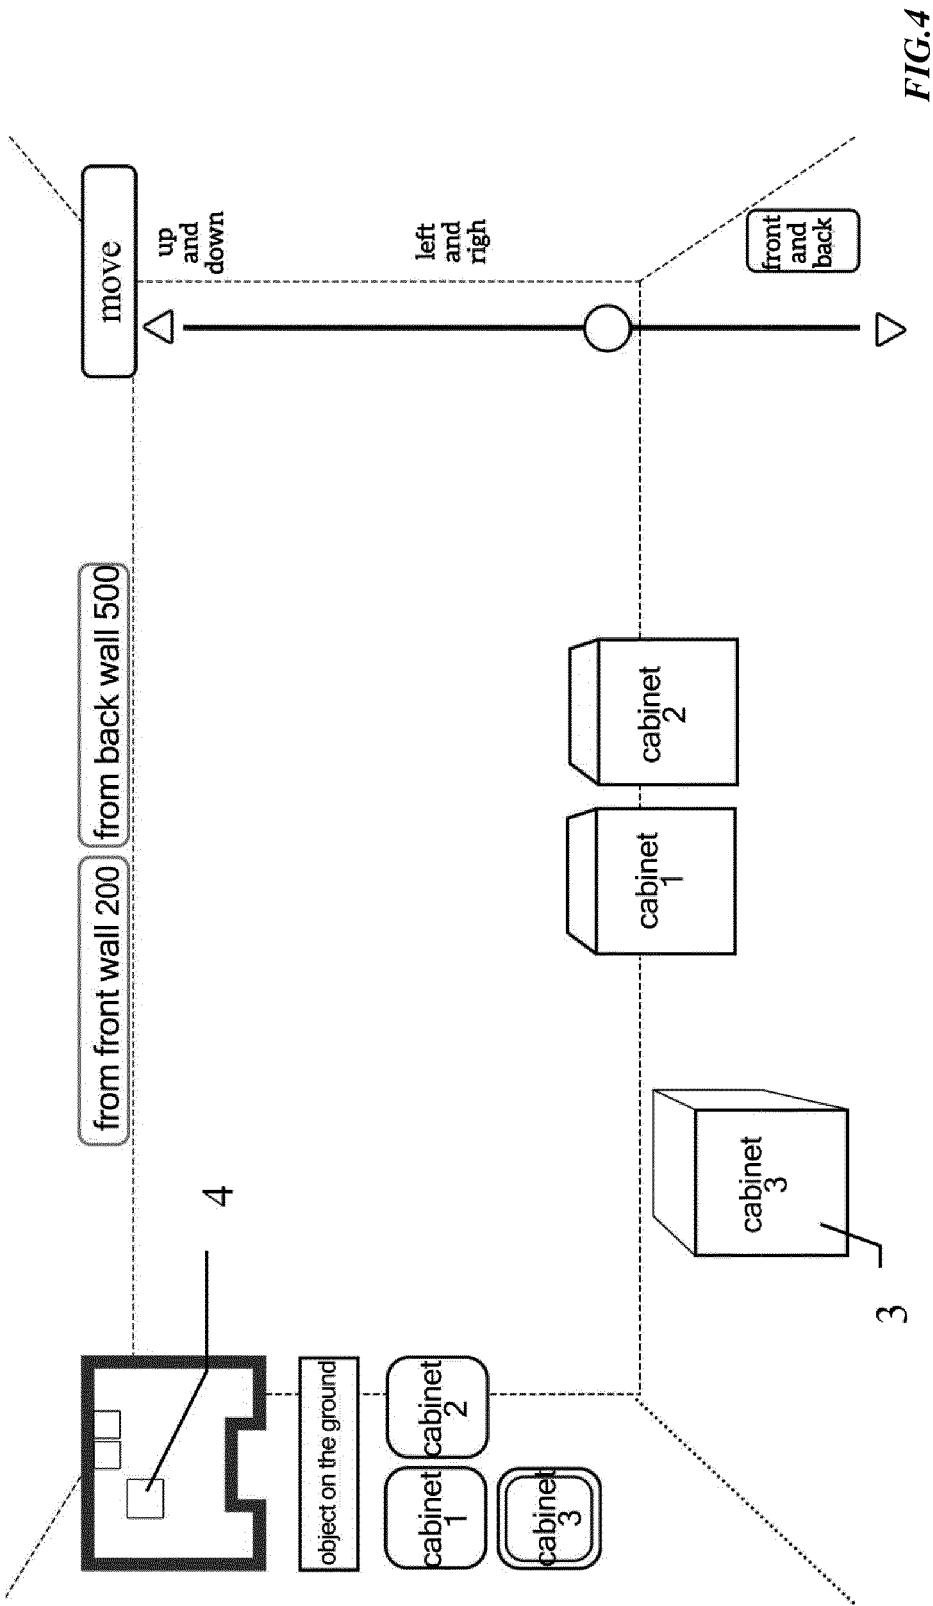 from front wall 200
from back wall 500
move
up
and
down
left
and
righ
front
and
back
4
object on the ground
cabinet
1
cabinet
2
cabinet
3
cabinet
1
cabinet
2
cabinet
3
3
FIG.4